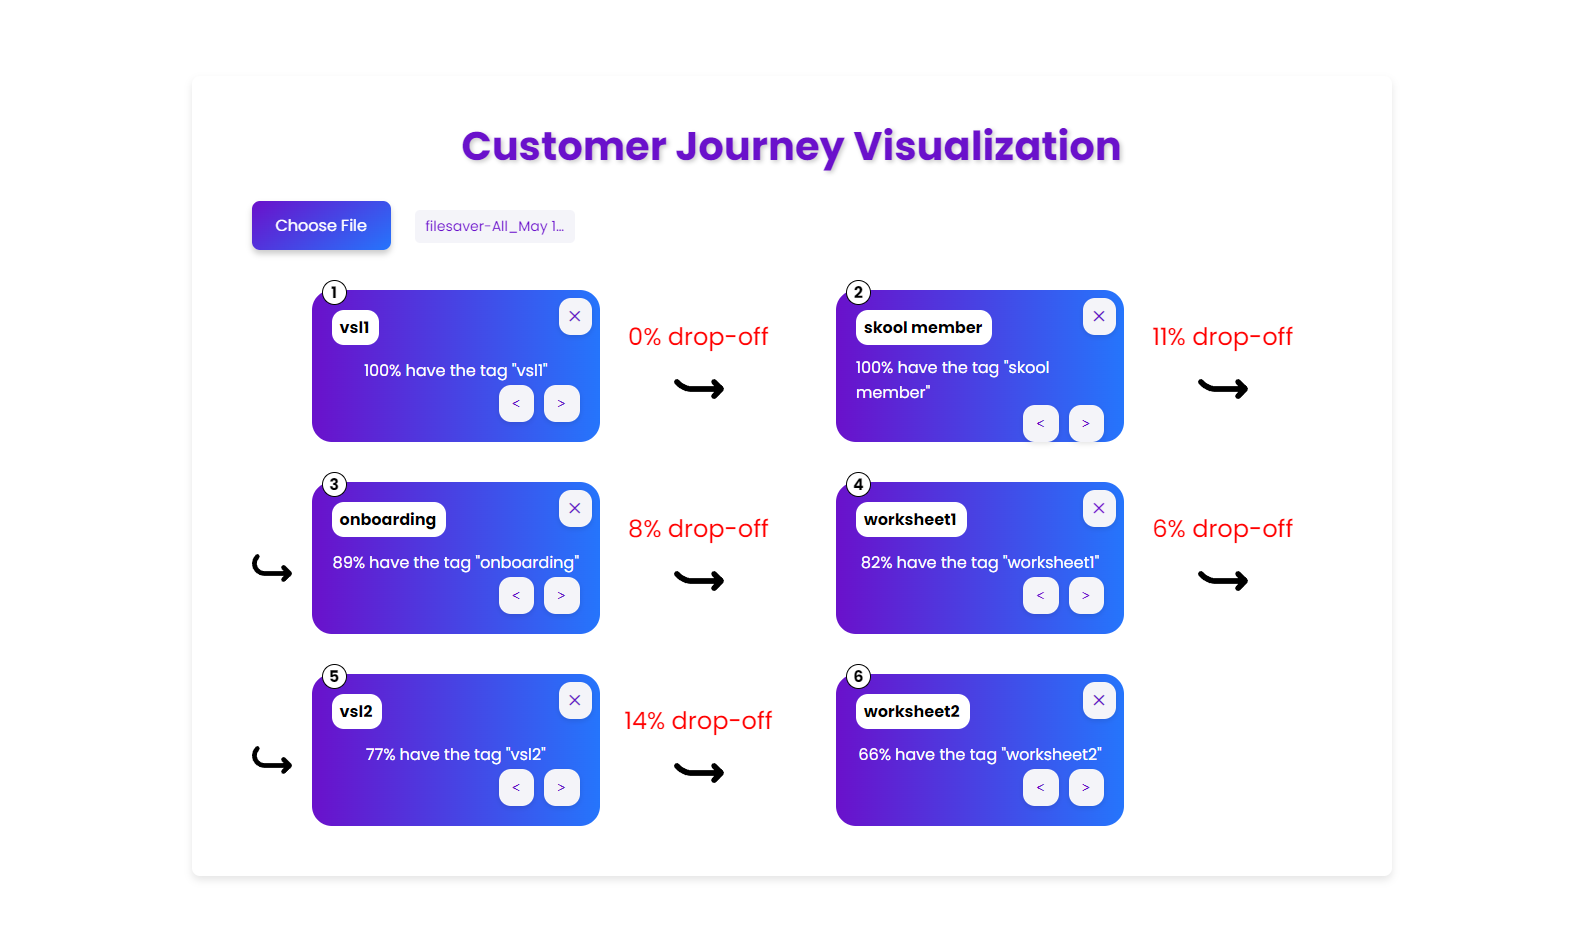 Customer Journey Visualization
Choose File
filesaver-All_May 1...
1
vsl1
×
100% have the tag "vsl1"
<
>
0% drop-off
2
skool member
×
100% have the tag "skool
member"
<
>
11% drop-off
3
onboarding
×
89% have the tag "onboarding"
<
>
8% drop-off
4
worksheet1
×
82% have the tag "worksheet1"
<
>
6% drop-off
5
vsl2
×
77% have the tag "vsl2"
<
>
14% drop-off
6
worksheet2
×
66% have the tag "worksheet2"
<
>